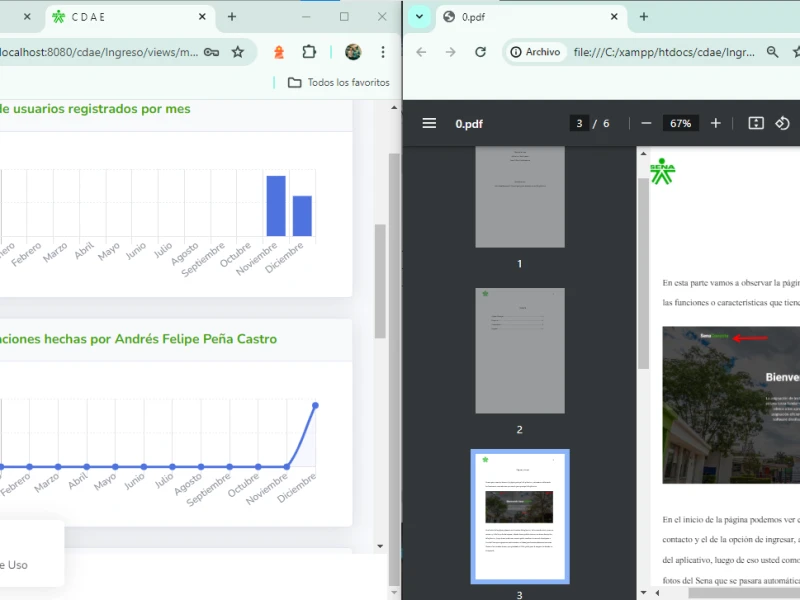 C D A E
localhost:8080/cdae/Ingreso/views/m...
Todos los favoritos
de usuarios registrados por mes
Febrero
Marzo
Abril
Mayo
Junio
Julio
Agosto
Septiembre
Octubre
Noviembre
Diciembre
aciones hechas por Andrés Felipe Peña Castro
Febrero
Marzo
Abril
Mayo
Junio
Julio
Agosto
Septiembre
Octubre
Noviembre
Diciembre
e Uso
0.pdf
Archivo
file:///C:/xampp/htdocs/cdae/Ingr...
0.pdf
3 / 6
67%
1
2
3
SENA
En esta parte vamos a observar la págin
las funciones o características que tiene
Sena
Bienve
En el inicio de la página podemos ver e
contacto y el de la opción de ingresar, a
del aplicativo, luego de eso usted como
fotos del Sena que se pasara automátic